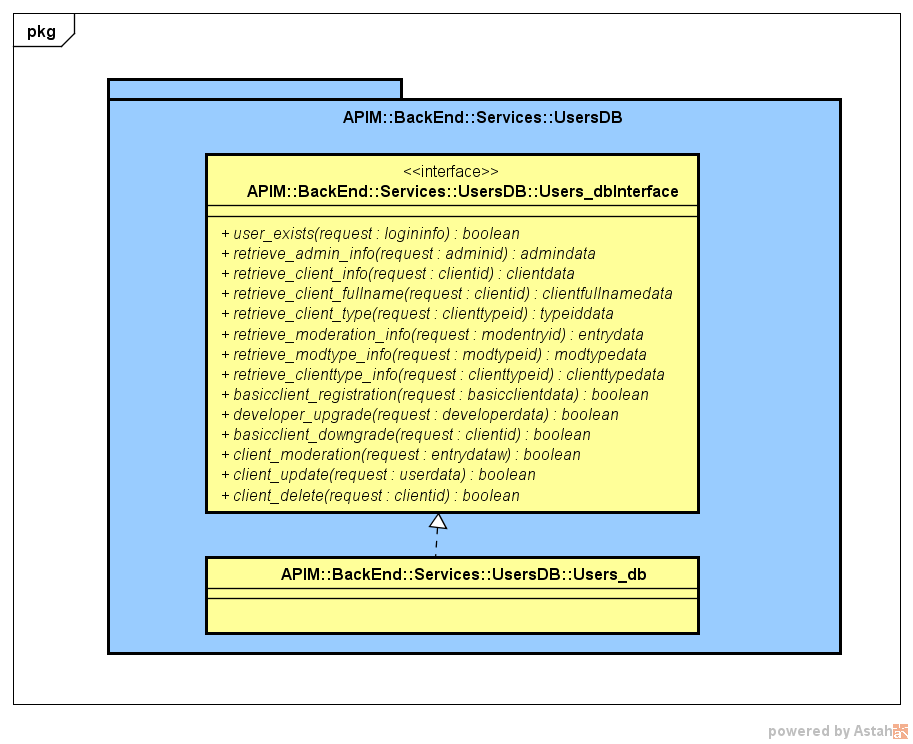 pkg
APIM::BackEnd::Services::UsersDB
<<interface>>
APIM::BackEnd::Services::UsersDB::Users_dbInterface
+ user_exists(request : logininfo) : boolean
+ retrieve_admin_info(request : adminid) : admindata
+ retrieve_client_info(request : clientid) : clientdata
+ retrieve_client_fullname(request : clientid) : clientfullnamedata
+ retrieve_client_type(request : clienttypeid) : typeiddata
+ retrieve_moderation_info(request : modentryid) : entrydata
+ retrieve_modtype_info(request : modtypeid) : modtypedata
+ retrieve_clienttype_info(request : clienttypeid) : clienttypedata
+ basicclient_registration(request : basicclientdata) : boolean
+ developer_upgrade(request : developerdata) : boolean
+ basicclient_downgrade(request : clientid) : boolean
+ client_moderation(request : entrydataw) : boolean
+ client_update(request : userdata) : boolean
+ client_delete(request : clientid) : boolean
APIM::BackEnd::Services::UsersDB::Users_db
powered by Astah